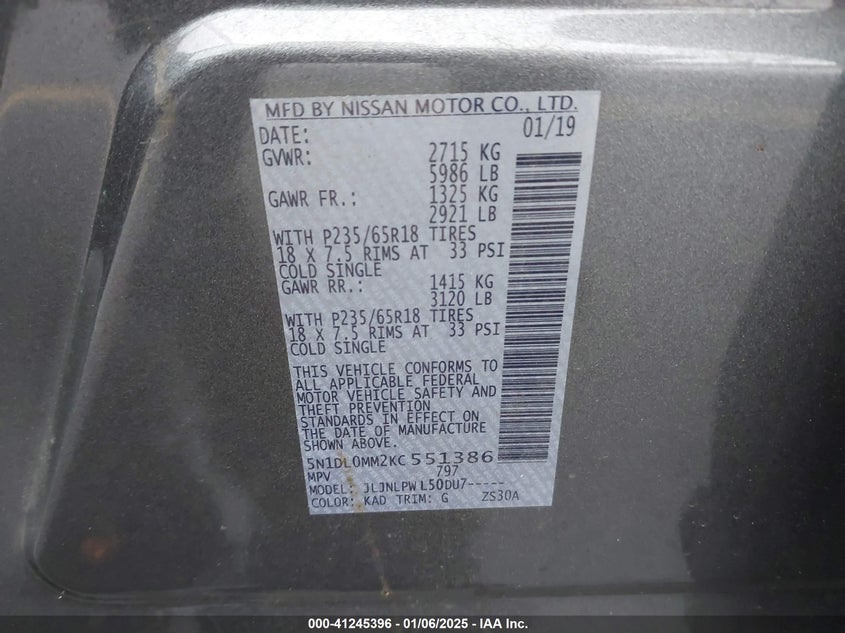 MFD BY NISSAN MOTOR CO., LTD.
DATE: 01/19
GVWR: 2715 KG
5986 LB
GAWR FR.: 1325 KG
2921 LB
WITH P235/65R18 TIRES
18 X 7.5 RIMS AT 33 PSI
COLD SINGLE
GAWR RR.: 1415 KG
3120 LB
WITH P235/65R18 TIRES
18 X 7.5 RIMS AT 33 PSI
COLD SINGLE
THIS VEHICLE CONFORMS TO
ALL APPLICABLE FEDERAL
MOTOR VEHICLE SAFETY AND
THEFT PREVENTION
STANDARDS IN EFFECT ON
THE DATE OF MANUFACTURE
SHOWN ABOVE.
5N1DL0MM2KC551386
MPV 797
MODEL: JLJNLPWL50DU7-----
COLOR: KAD TRIM: G ZS30A
000-41245396 - 01/06/2025 - IAA Inc.